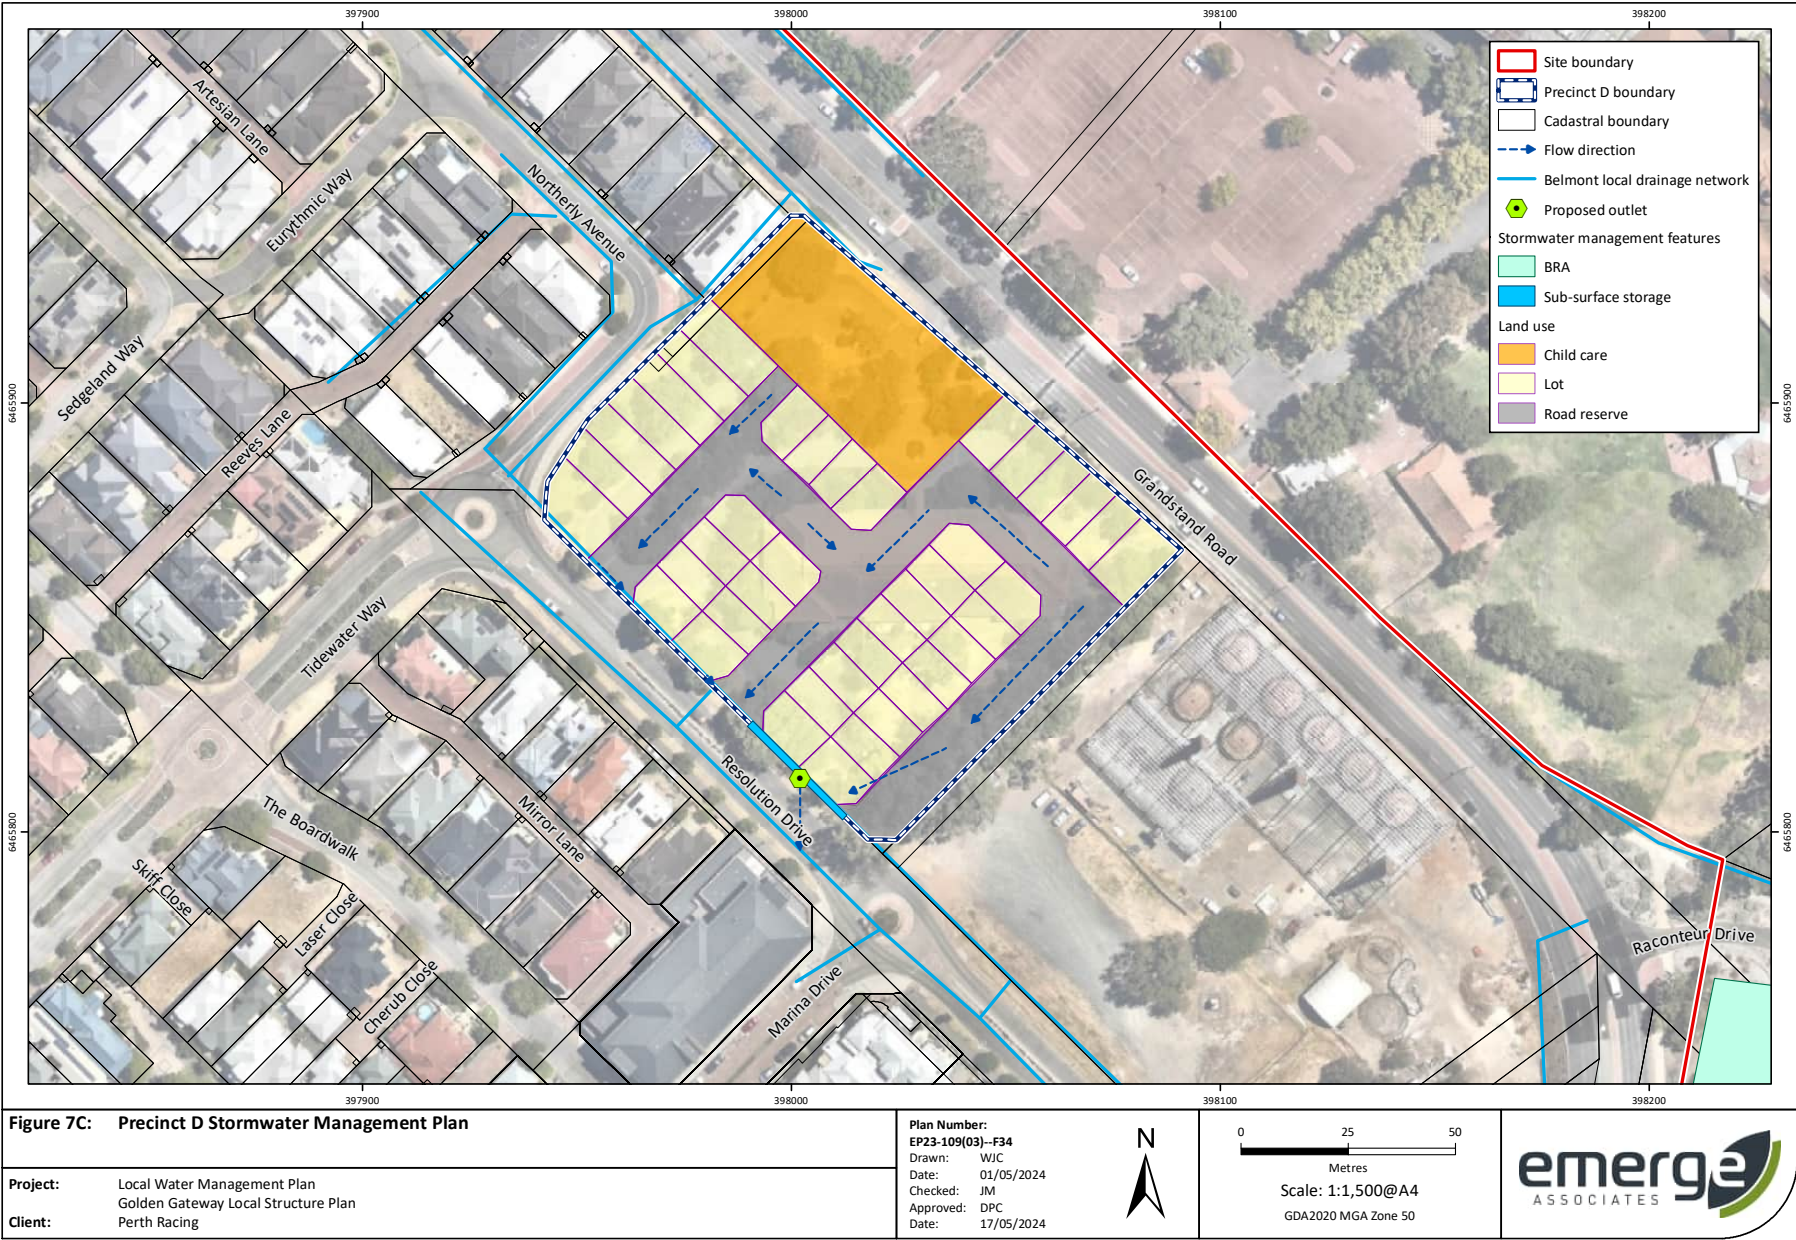 397900
398000
398100
398200
Site boundary
Precinct D boundary
Cadastral boundary
Flow direction
Belmont local drainage network
Proposed outlet
Stormwater management features
BRA
Sub-surface storage
Land use
Child care
Lot
Road reserve
Artesian Lane
Eurythmic Way
Northerly Avenue
Sedgeland Way
Reeves Lane
Tidewater Way
Grandstand Road
Resolution Drive
Mirror Lane
The Boardwalk
Skiff Close
Laser Close
Cherub Close
Marina Drive
Raconteur Drive
6465900
6465900
6465800
6465800
397900
398000
398100
398200
Figure 7C: Precinct D Stormwater Management Plan
Project: Local Water Management Plan
Golden Gateway Local Structure Plan
Client: Perth Racing
Plan Number:
EP23-109(03)--F34
Drawn: WJC
Date: 01/05/2024
Checked: JM
Approved: DPC
Date: 17/05/2024
N
0 25 50
Metres
Scale: 1:1,500@A4
GDA2020 MGA Zone 50
emerge
ASSOCIATES